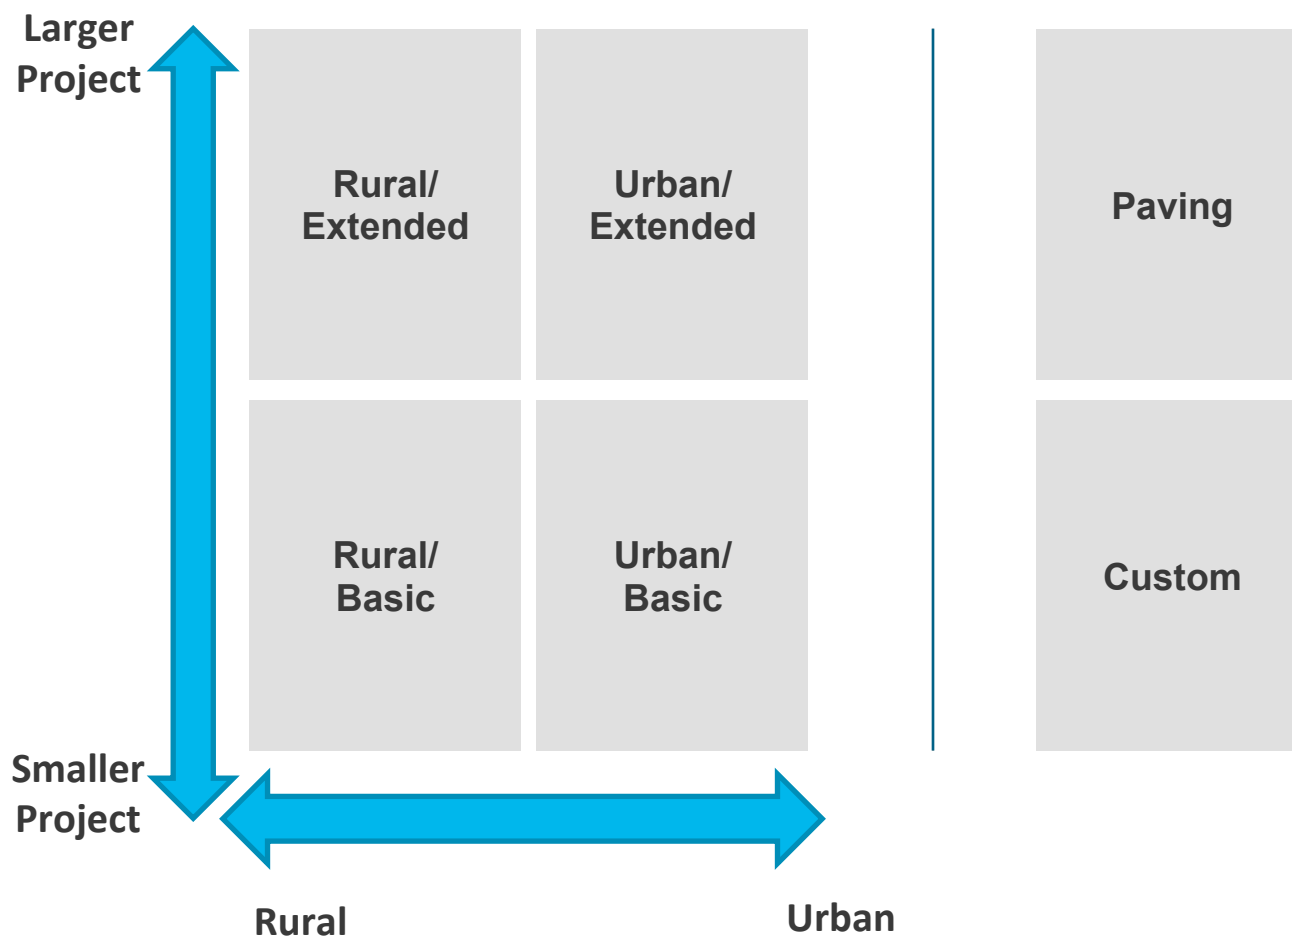 Larger
Project
Rural/
Extended
Urban/
Extended
Paving
Rural/
Basic
Urban/
Basic
Custom
Smaller
Project
Rural
Urban